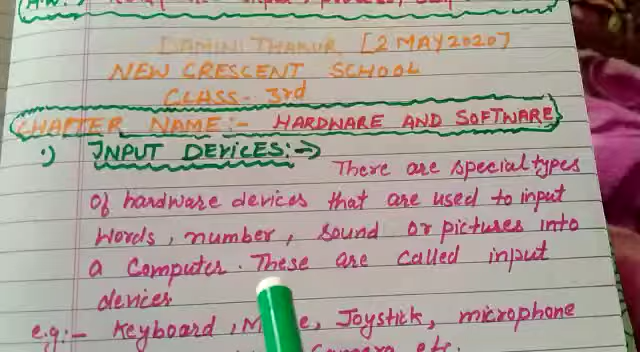 DAMINI THAKUR [2 MAY 2020]
NEW CRESCENT SCHOOL
CLASS - 3rd
CHAPTER NAME:- HARDWARE AND SOFTWARE
•) INPUT DEVICES:-→
There are special types
of hardware devices that are used to input
words, number, sound or pictures into
a Computer. These are called input
devices
e.g:- Keyboard, Joystick, microphone
Camera etc.